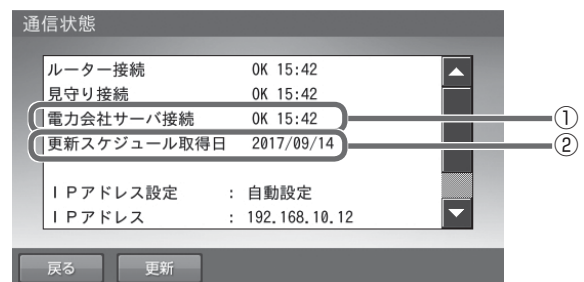 通信状態
ルーター接続 OK 15:42
見守り接続 OK 15:42
電力会社サーバ接続 OK 15:42 ①
更新スケジュール取得日 2017/09/14 ②
IPアドレス設定 : 自動設定
IPアドレス : 192.168.10.12
戻る 更新